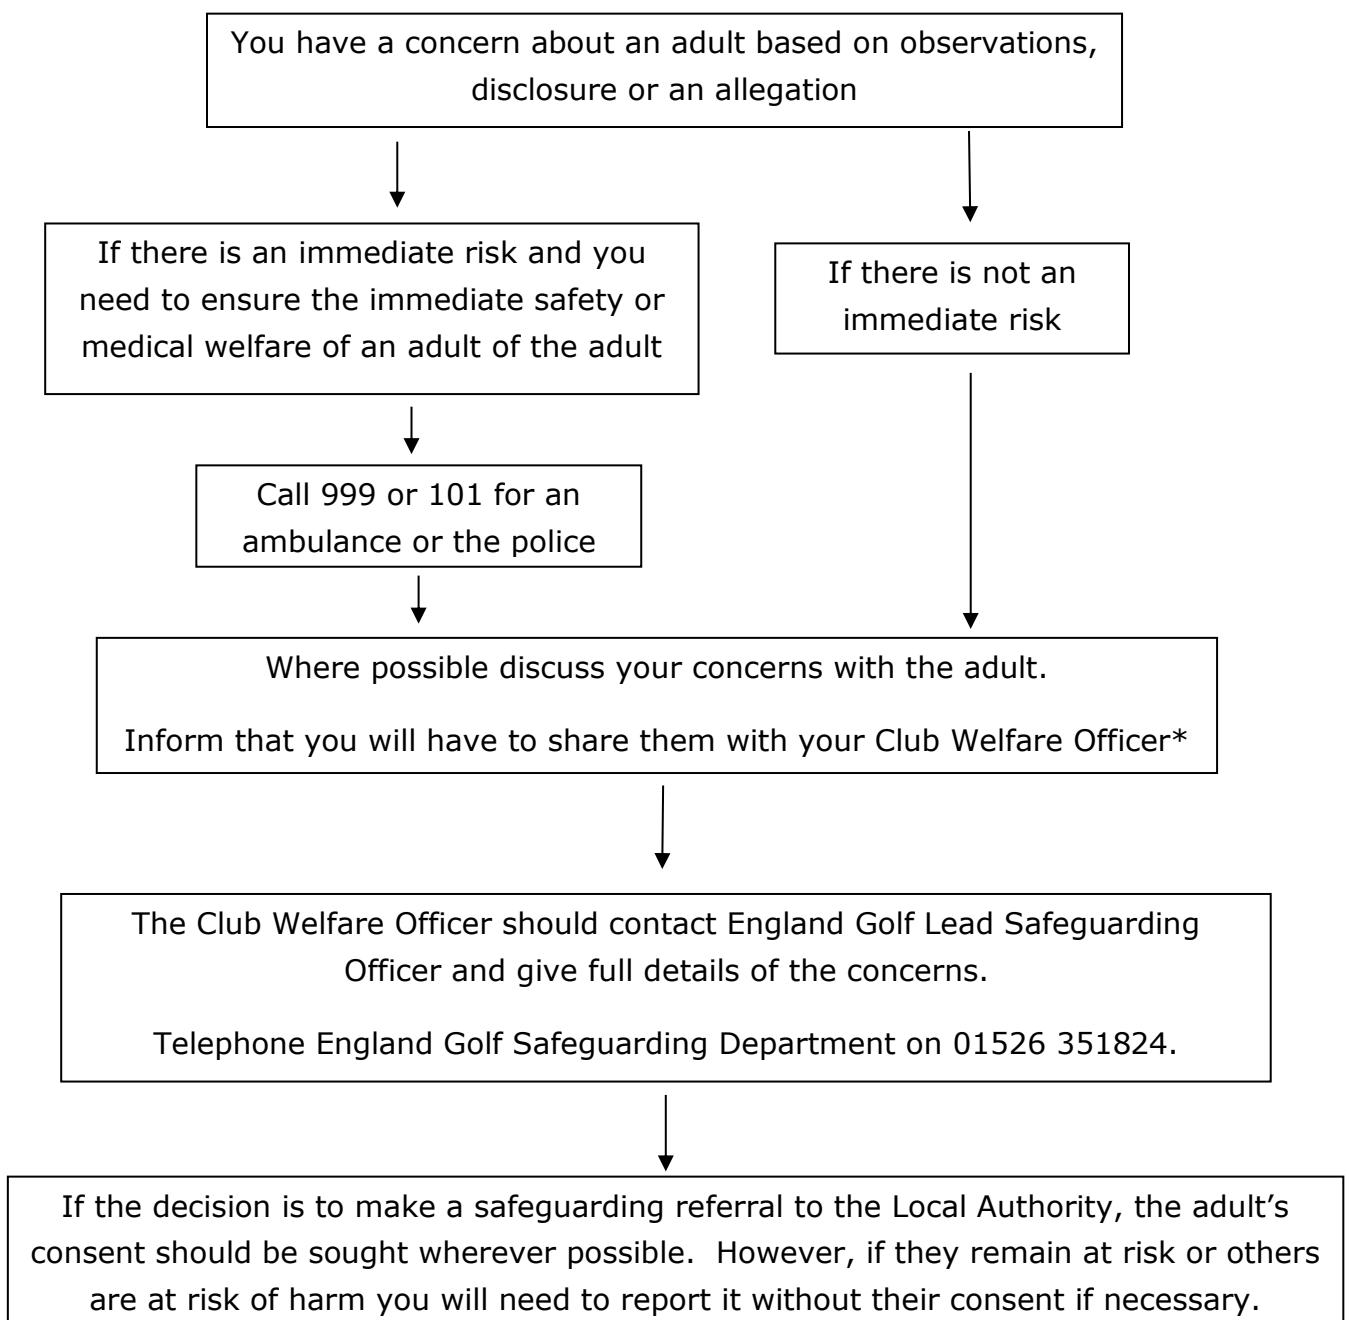 You have a concern about an adult based on observations,
disclosure or an allegation
If there is an immediate risk and you
need to ensure the immediate safety or
medical welfare of an adult of the adult
If there is not an
immediate risk
Call 999 or 101 for an
ambulance or the police
Where possible discuss your concerns with the adult.
Inform that you will have to share them with your Club Welfare Officer*
The Club Welfare Officer should contact England Golf Lead Safeguarding
Officer and give full details of the concerns.
Telephone England Golf Safeguarding Department on 01526 351824.
If the decision is to make a safeguarding referral to the Local Authority, the adult’s
consent should be sought wherever possible.  However, if they remain at risk or others
are at risk of harm you will need to report it without their consent if necessary.